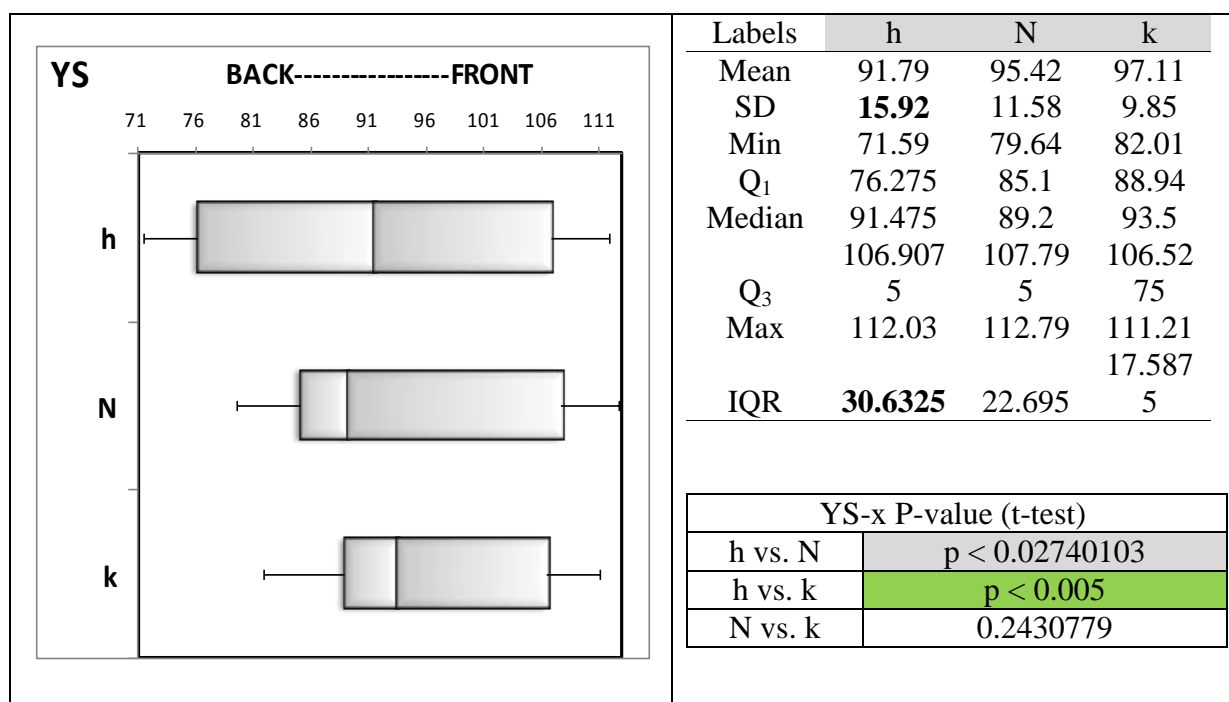 YS BACK-----------------FRONT
71 76 81 86 91 96 101 106 111
h
N
k
Labels h N k
Mean 91.79 95.42 97.11
SD 15.92 11.58 9.85
Min 71.59 79.64 82.01
Q1 76.275 85.1 88.94
Median 91.475 89.2 93.5
106.907 107.79 106.52
Q3 5 5 75
Max 112.03 112.79 111.21
17.587
IQR 30.6325 22.695 5
YS-x P-value (t-test)
h vs. N p < 0.02740103
h vs. k p < 0.005
N vs. k 0.2430779